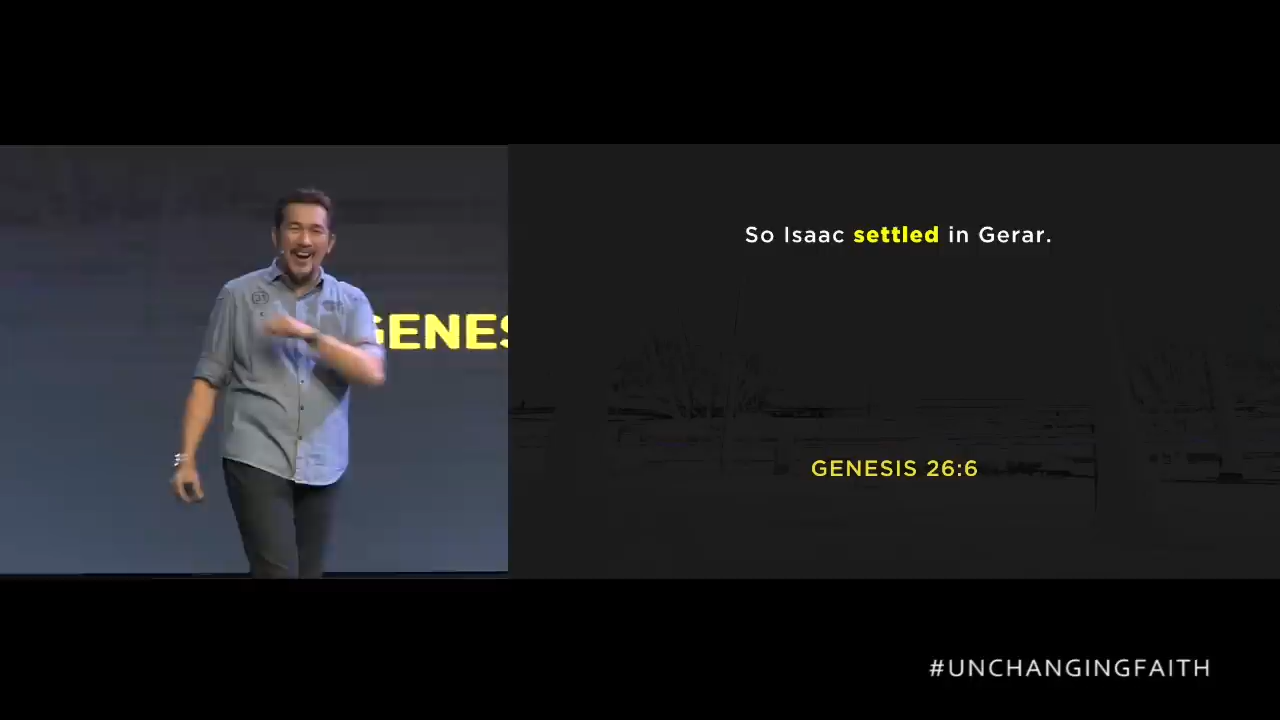 GENES
So Isaac settled in Gerar.
GENESIS 26:6
#UNCHANGINGFAITH